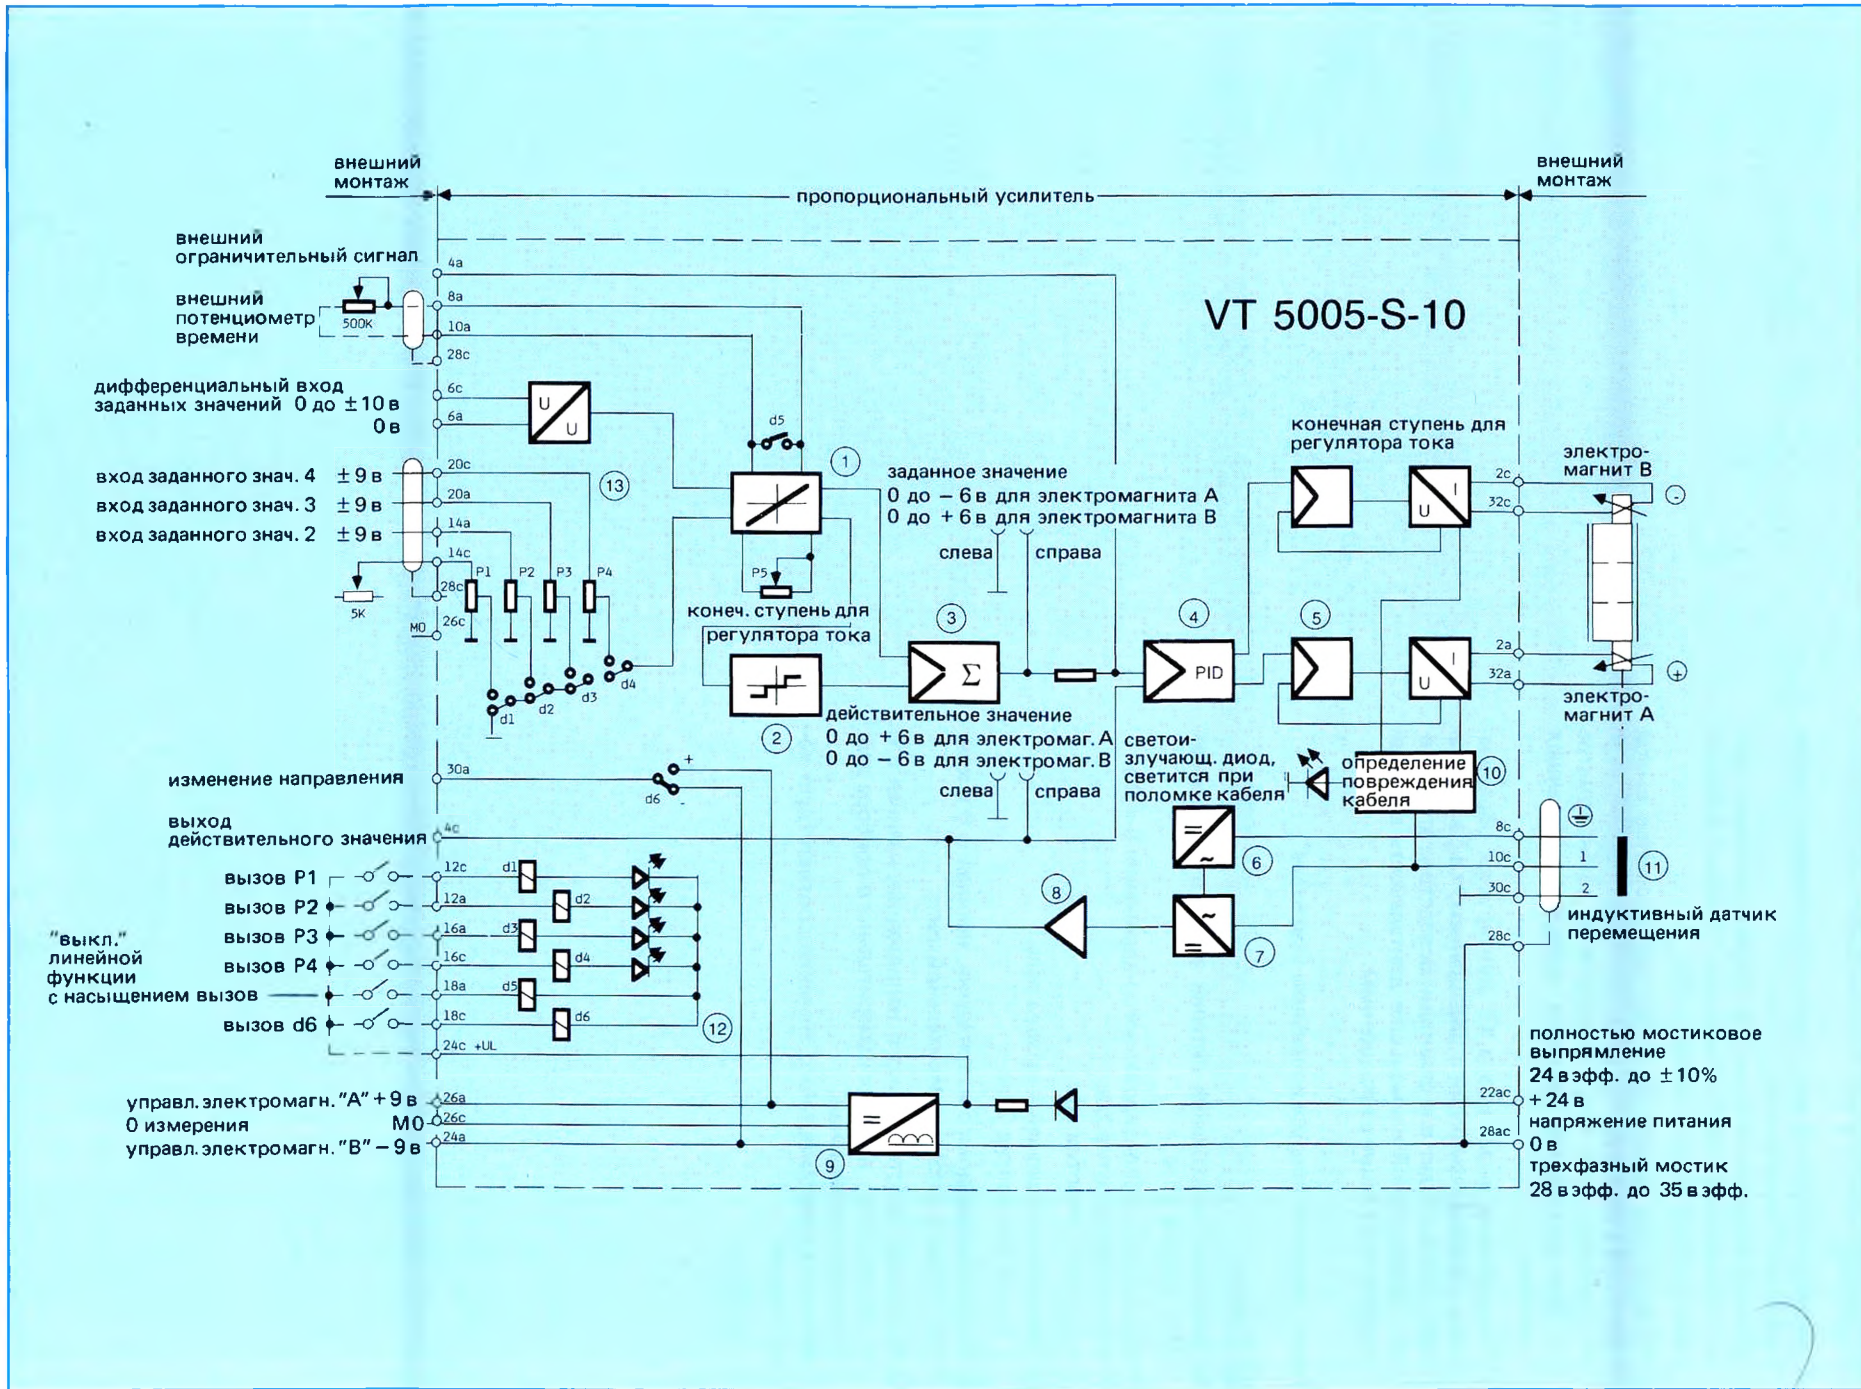 внешний
монтаж
пропорциональный усилитель
внешний
монтаж
внешний
ограничительный сигнал
4a
внешний
потенциометр
времени
500K
8a
10a
28c
VT 5005-S-10
дифференциальный вход
заданных значений 0 до ±10 в
0 в
6c
6a
U
U
d5
1
вход заданного знач. 4 ±9 в
вход заданного знач. 3 ±9 в
вход заданного знач. 2 ±9 в
20c
20a
14a
14c
28c
26c
5K
M0
13
P1
P2
P3
P4
d1
d2
d3
d4
P5
конеч. ступень для
регулятора тока
2
заданное значение
0 до – 6 в для электромагнита А
0 до + 6 в для электромагнита В
слева
справа
3
Σ
4
PID
конечная ступень для
регулятора тока
I
U
5
I
U
2c
32c
2a
32a
электро-
магнит В
-
+
электро-
магнит А
действительное значение
0 до + 6 в для электромаг. А
0 до – 6 в для электромаг. В
слева
справа
светои-
злучающ. диод,
светится при
поломке кабеля
определение
повреждения
кабеля
10
изменение направления
30a
d6
+
-
выход
действительного значения
4c
=
~
6
~
=
7
8
8c
10c
30c
28c
1
2
11
индуктивный датчик
перемещения
вызов P1
вызов P2
вызов P3
вызов P4
"выкл."
линейной
функции
с насыщением вызов
вызов d6
12c
12a
16a
16c
18a
18c
24c +UL
d1
d2
d3
d4
d5
d6
12
управл. электромагн. "А" +9 в
0 измерения M0
управл. электромагн. "В" – 9 в
26a
26c
24a
=
9
22ac
28ac
полностью мостиковое
выпрямление
24 в эфф. до ±10%
+ 24 в
напряжение питания
0 в
трехфазный мостик
28 в эфф. до 35 в эфф.